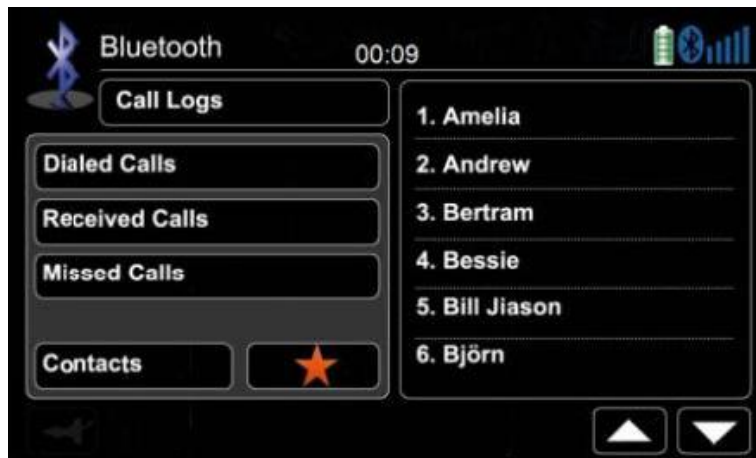 Bluetooth 00:09
Call Logs
Dialed Calls
Received Calls
Missed Calls
Contacts
1. Amelia
2. Andrew
3. Bertram
4. Bessie
5. Bill Jiason
6. Björn